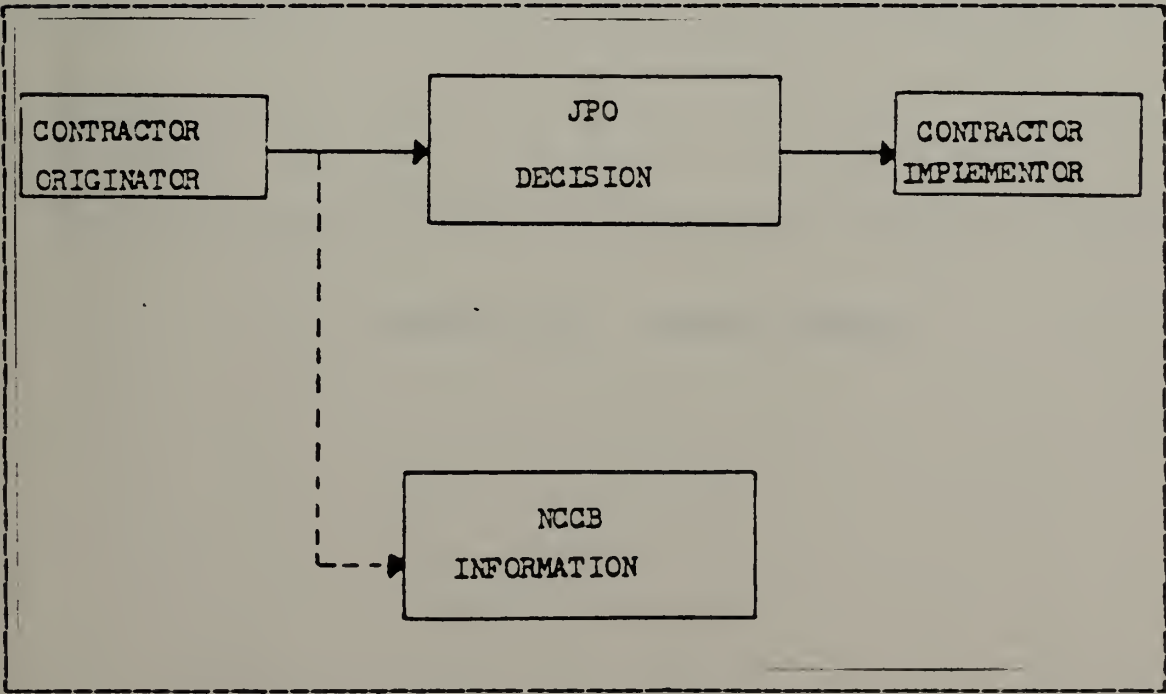 CONTRACTOR
ORIGINATOR
JPO
DECISION
CONTRACTOR
IMPLEMENTOR
NCCB
INFORMATION